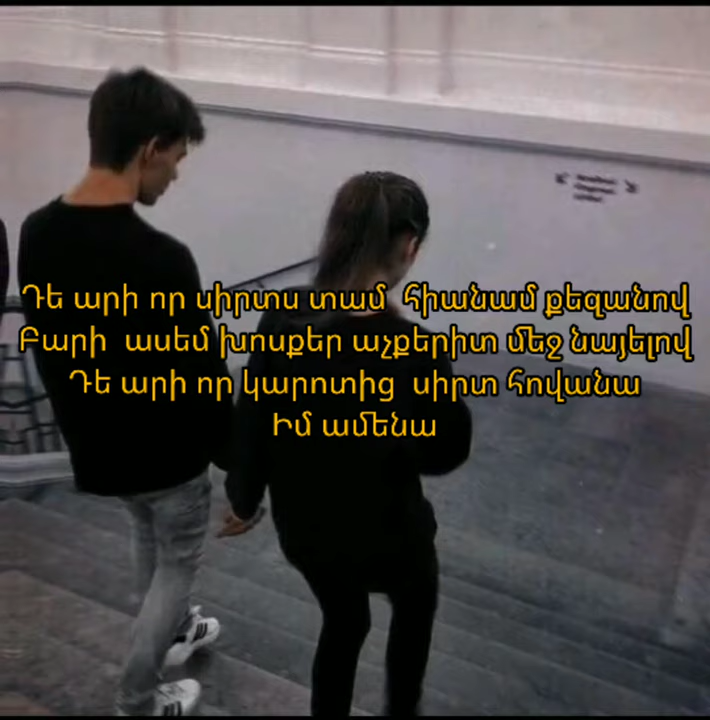 Դե արի որ սիրտս տամ հիանամ քեզանով
Բարի ասեմ խոսքեր աչքերիտ մեջ նայելով
Դե արի որ կարոտից սիրտ հովանա
Իմ ամենա